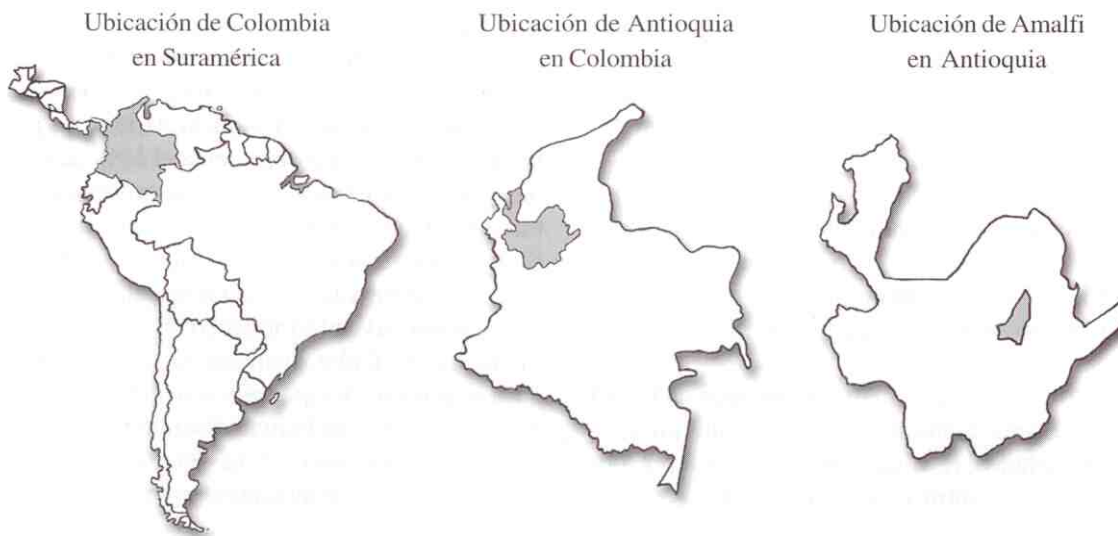 Ubicación de Colombia
en Suramérica
Ubicación de Antioquia
en Colombia
Ubicación de Amalfi
en Antioquia